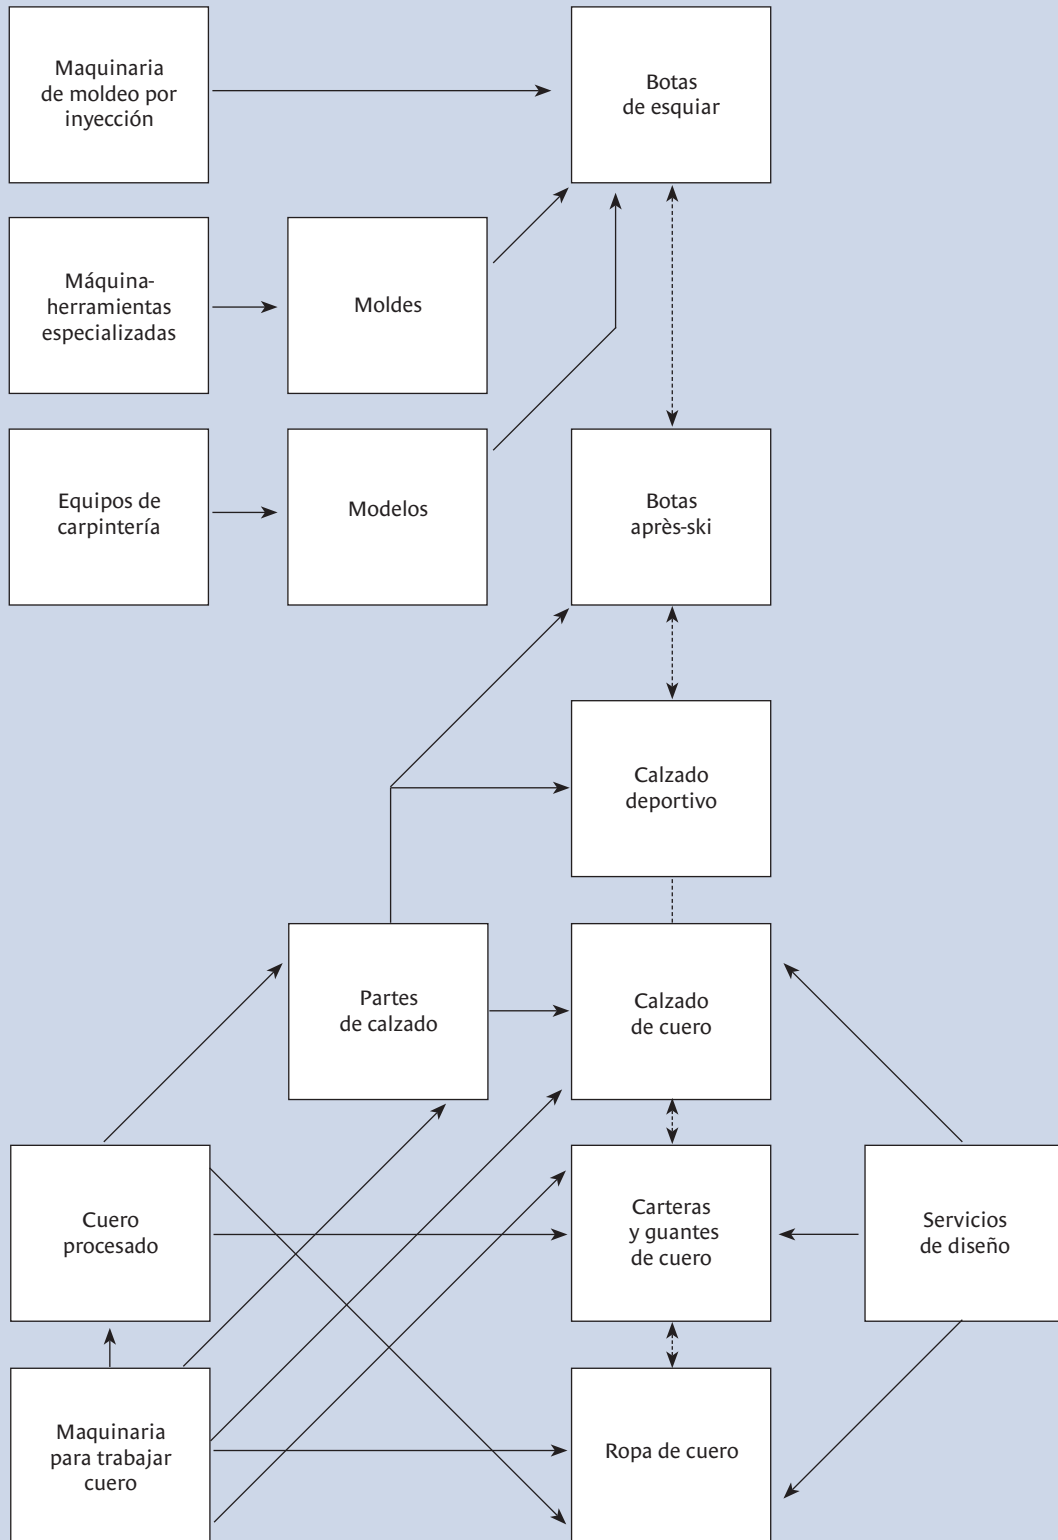 Maquinaria
de moldeo por
inyección
Botas
de esquiar
Máquina-
herramientas
especializadas
Moldes
Equipos de
carpintería
Modelos
Botas
après-ski
Calzado
deportivo
Partes
de calzado
Calzado
de cuero
Cuero
procesado
Carteras
y guantes
de cuero
Servicios
de diseño
Maquinaria
para trabajar
cuero
Ropa de cuero